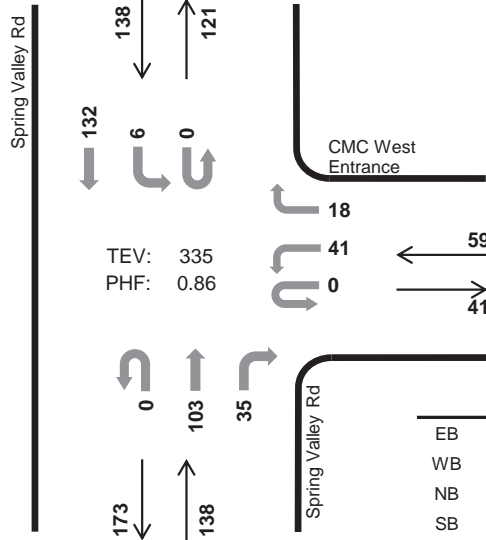 138
121
Spring Valley Rd
132
6
0
CMC West
Entrance
18
41
59
TEV: 335
PHF: 0.86
0
41
0
103
35
Spring Valley Rd
EB
WB
NB
SB
173
138